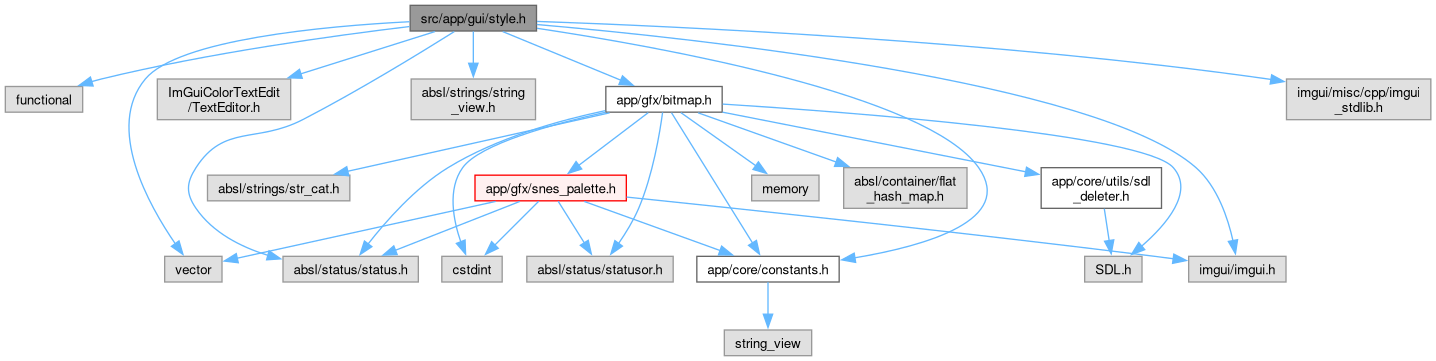 src/app/gui/style.h
functional
ImGuiColorTextEdit
/TextEditor.h
absl/strings/string
_view.h
app/gfx/bitmap.h
imgui/misc/cpp/imgui
_stdlib.h
absl/strings/str_cat.h
app/gfx/snes_palette.h
memory
absl/container/flat
_hash_map.h
app/core/utils/sdl
_deleter.h
vector
absl/status/status.h
cstdint
absl/status/statusor.h
app/core/constants.h
SDL.h
imgui/imgui.h
string_view